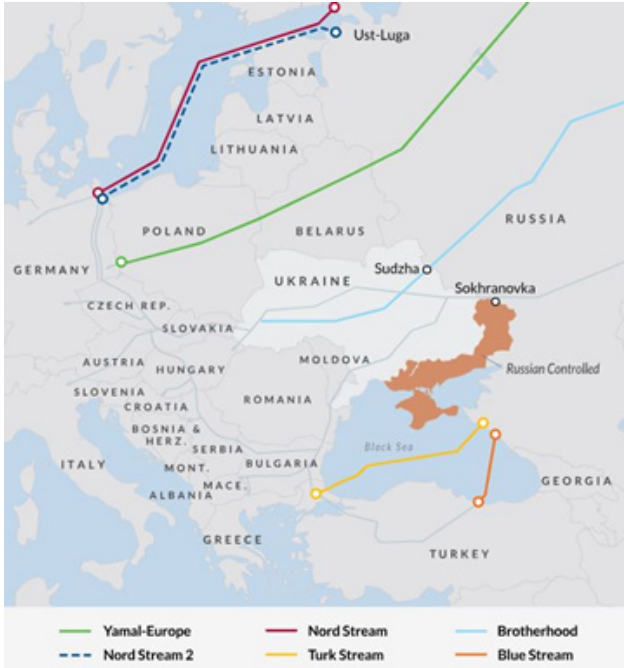 Ust-Luga
ESTONIA
LATVIA
LITHUANIA
RUSSIA
POLAND
BELARUS
GERMANY
Sudzha
UKRAINE
Sokhranovka
CZECH REP.
SLOVAKIA
AUSTRIA
HUNGARY
MOLDOVA
Russian Controlled
SLOVENIA
CROATIA
ROMANIA
BOSNIA &
HERZ.
SERBIA
Black Sea
ITALY
MONT.
BULGARIA
GEORGIA
MACE.
ALBANIA
GREECE
TURKEY
Yamal-Europe
Nord Stream
Brotherhood
Nord Stream 2
Turk Stream
Blue Stream